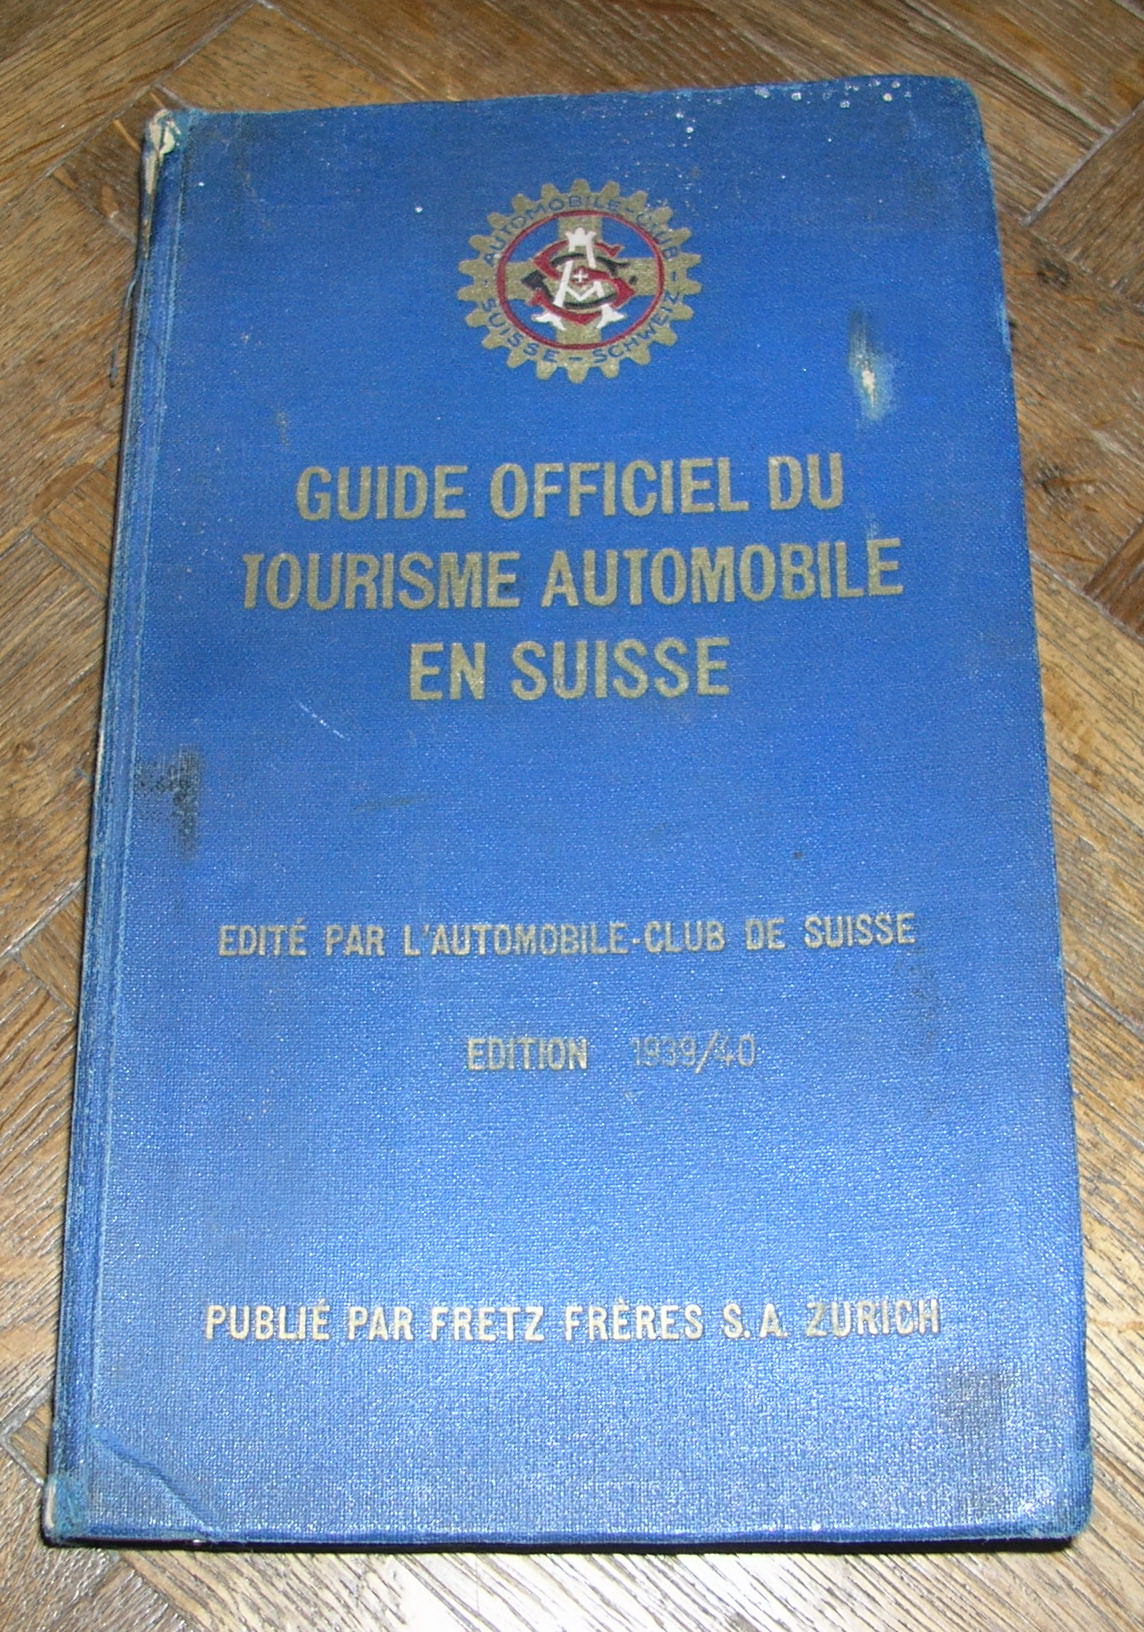 AUTOMOBILE-CLUB
SUISSE - SCHWEIZ
GUIDE OFFICIEL DU
TOURISME AUTOMOBILE
EN SUISSE
EDITÉ PAR L'AUTOMOBILE-CLUB DE SUISSE
EDITION 1939/40
PUBLIÉ PAR FRETZ FRÈRES S.A. ZURICH